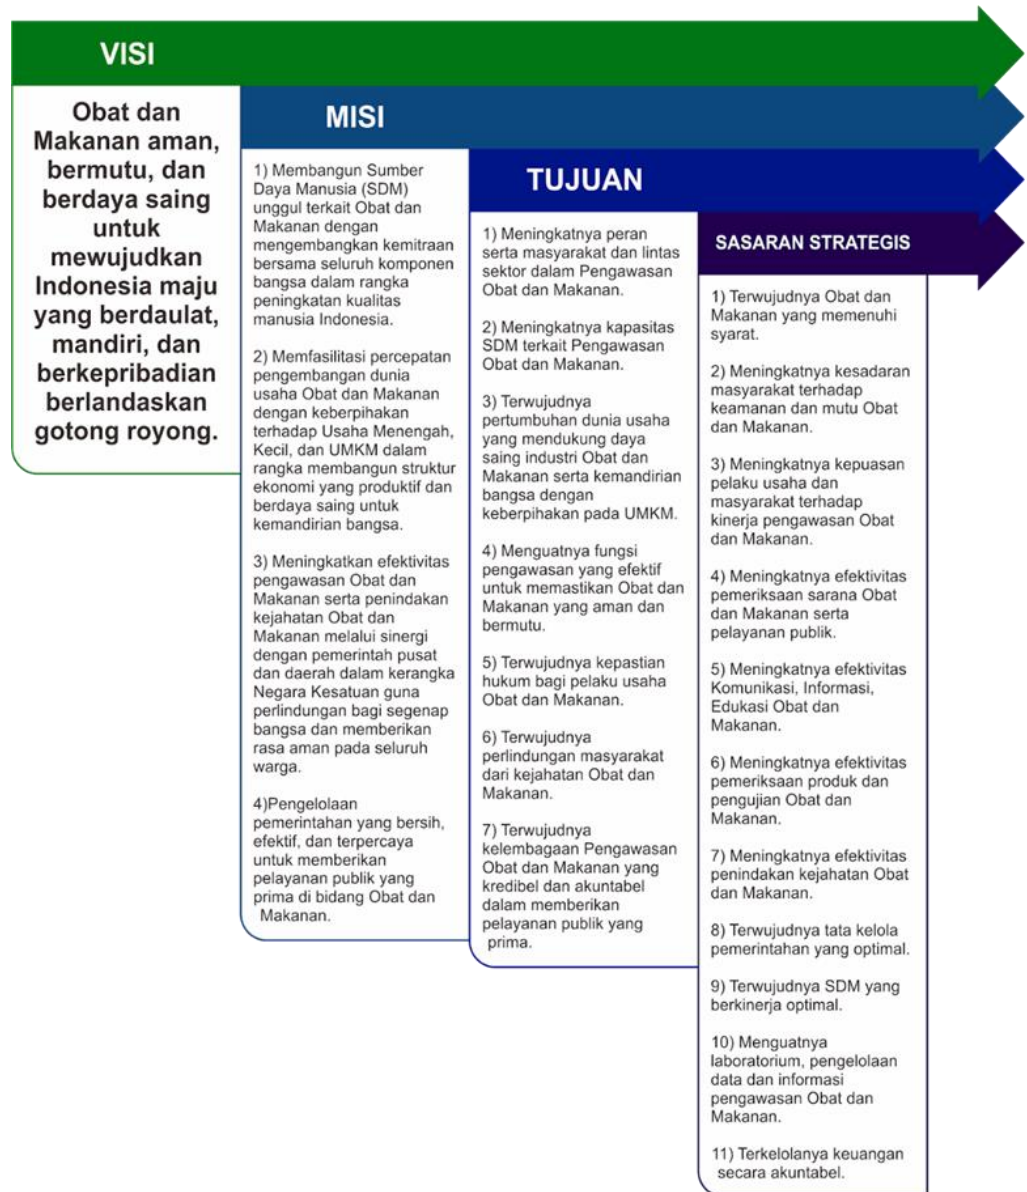 VISI
Obat dan
Makanan aman,
bermutu, dan
berdaya saing
untuk
mewujudkan
Indonesia maju
yang berdaulat,
mandiri, dan
berkepribadian
berlandaskan
gotong royong.
MISI
1) Membangun Sumber
Daya Manusia (SDM)
unggul terkait Obat dan
Makanan dengan
mengembangkan kemitraan
bersama seluruh komponen
bangsa dalam rangka
peningkatan kualitas
manusia Indonesia.
2) Memfasilitasi percepatan
pengembangan dunia
usaha Obat dan Makanan
dengan keberpihakan
terhadap Usaha Menengah,
Kecil, dan UMKM dalam
rangka membangun struktur
ekonomi yang produktif dan
berdaya saing untuk
kemandirian bangsa.
3) Meningkatkan efektivitas
pengawasan Obat dan
Makanan serta penindakan
kejahatan Obat dan
Makanan melalui sinergi
dengan pemerintah pusat
dan daerah dalam kerangka
Negara Kesatuan guna
perlindungan bagi segenap
bangsa dan memberikan
rasa aman pada seluruh
warga.
4)Pengelolaan
pemerintahan yang bersih,
efektif, dan terpercaya
untuk memberikan
pelayanan publik yang
prima di bidang Obat dan
Makanan.
TUJUAN
1) Meningkatnya peran
serta masyarakat dan lintas
sektor dalam Pengawasan
Obat dan Makanan.
2) Meningkatnya kapasitas
SDM terkait Pengawasan
Obat dan Makanan.
3) Terwujudnya
pertumbuhan dunia usaha
yang mendukung daya
saing industri Obat dan
Makanan serta kemandirian
bangsa dengan
keberpihakan pada UMKM.
4) Menguatnya fungsi
pengawasan yang efektif
untuk memastikan Obat dan
Makanan yang aman dan
bermutu.
5) Terwujudnya kepastian
hukum bagi pelaku usaha
Obat dan Makanan.
6) Terwujudnya
perlindungan masyarakat
dari kejahatan Obat dan
Makanan.
7) Terwujudnya
kelembagaan Pengawasan
Obat dan Makanan yang
kredibel dan akuntabel
dalam memberikan
pelayanan publik yang
prima.
SASARAN STRATEGIS
1) Terwujudnya Obat dan
Makanan yang memenuhi
syarat.
2) Meningkatnya kesadaran
masyarakat terhadap
keamanan dan mutu Obat
dan Makanan.
3) Meningkatnya kepuasan
pelaku usaha dan
masyarakat terhadap
kinerja pengawasan Obat
dan Makanan.
4) Meningkatnya efektivitas
pemeriksaan sarana Obat
dan Makanan serta
pelayanan publik.
5) Meningkatnya efektivitas
Komunikasi, Informasi,
Edukasi Obat dan
Makanan.
6) Meningkatnya efektivitas
pemeriksaan produk dan
pengujian Obat dan
Makanan.
7) Meningkatnya efektivitas
penindakan kejahatan Obat
dan Makanan.
8) Terwujudnya tata kelola
pemerintahan yang optimal.
9) Terwujudnya SDM yang
berkinerja optimal.
10) Menguatnya
laboratorium, pengelolaan
data dan informasi
pengawasan Obat dan
Makanan.
11) Terkelolanya keuangan
secara akuntabel.